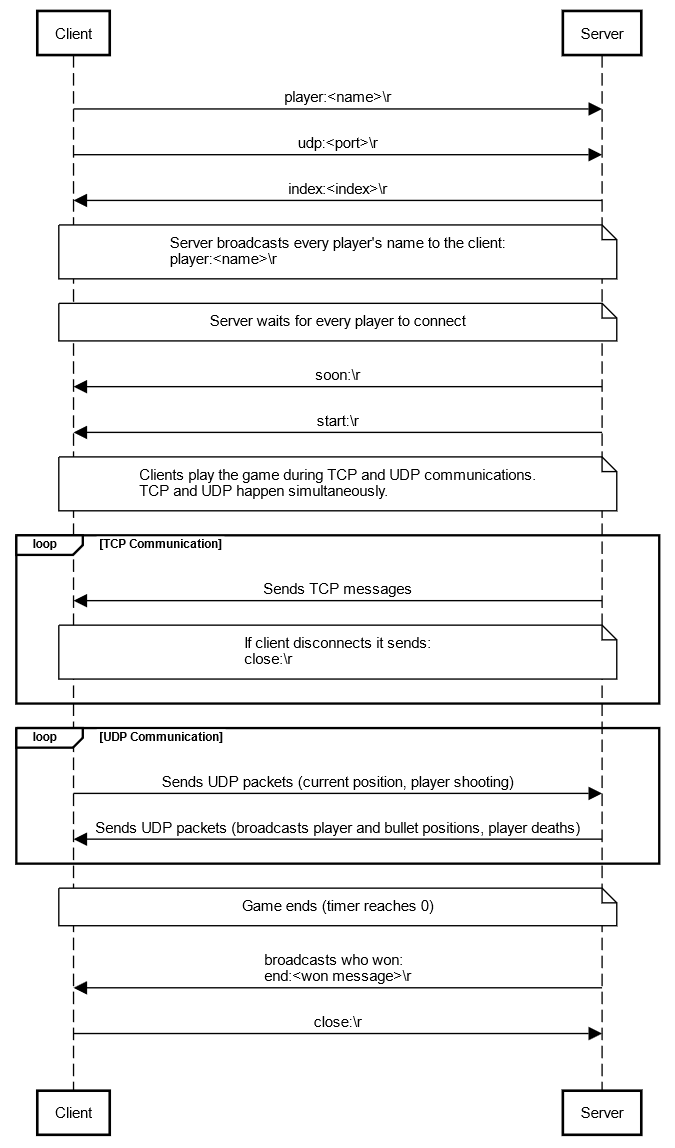 Client
Server
player:<name>\r
udp:<port>\r
index:<index>\r
Server broadcasts every player's name to the client:
player:<name>\r
Server waits for every player to connect
soon:\r
start:\r
Clients play the game during TCP and UDP communications.
TCP and UDP happen simultaneously.
loop
[TCP Communication]
Sends TCP messages
If client disconnects it sends:
close:\r
loop
[UDP Communication]
Sends UDP packets (current position, player shooting)
Sends UDP packets (broadcasts player and bullet positions, player deaths)
Game ends (timer reaches 0)
broadcasts who won:
end:<won message>\r
close:\r
Client
Server